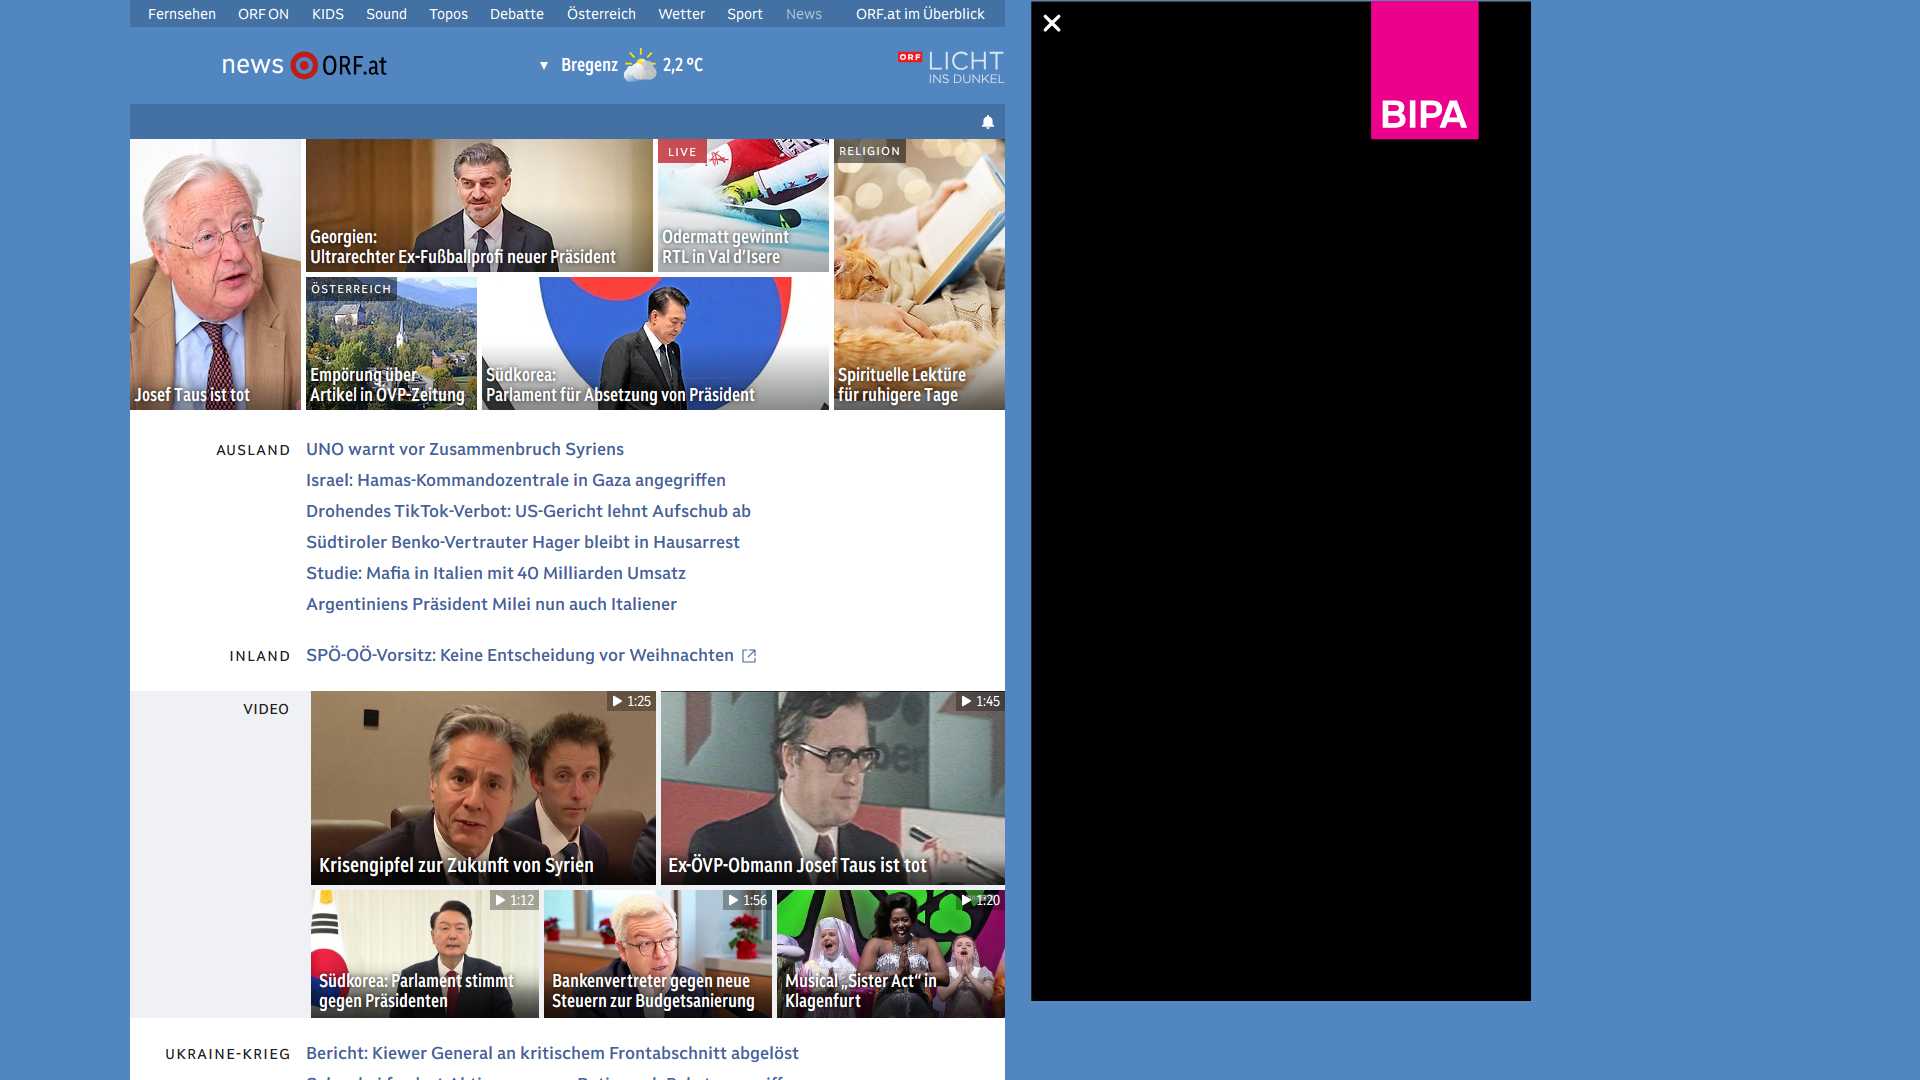 Fernsehen ORF ON KIDS Sound Topos Debatte Österreich Wetter Sport News ORF.at im Überblick
news ORF.at
▼ Bregenz 2,2 °C
ORF LICHT
INS DUNKEL
BIPA
Josef Taus ist tot
Georgien:
Ultrarechter Ex-Fußballprofi neuer Präsident
LIVE
Odermatt gewinnt
RTL in Val d’Isere
RELIGION
Spirituelle Lektüre
für ruhigere Tage
ÖSTERREICH
Empörung über
Artikel in ÖVP-Zeitung
Südkorea:
Parlament für Absetzung von Präsident
AUSLAND
UNO warnt vor Zusammenbruch Syriens
Israel: Hamas-Kommandozentrale in Gaza angegriffen
Drohendes TikTok-Verbot: US-Gericht lehnt Aufschub ab
Südtiroler Benko-Vertrauter Hager bleibt in Hausarrest
Studie: Mafia in Italien mit 40 Milliarden Umsatz
Argentiniens Präsident Milei nun auch Italiener
INLAND
SPÖ-OÖ-Vorsitz: Keine Entscheidung vor Weihnachten
VIDEO
1:25
Krisengipfel zur Zukunft von Syrien
1:45
Ex-ÖVP-Obmann Josef Taus ist tot
1:12
Südkorea: Parlament stimmt
gegen Präsidenten
1:56
Bankenvertreter gegen neue
Steuern zur Budgetsanierung
1:20
Musical „Sister Act“ in
Klagenfurt
UKRAINE-KRIEG
Bericht: Kiewer General an kritischem Frontabschnitt abgelöst